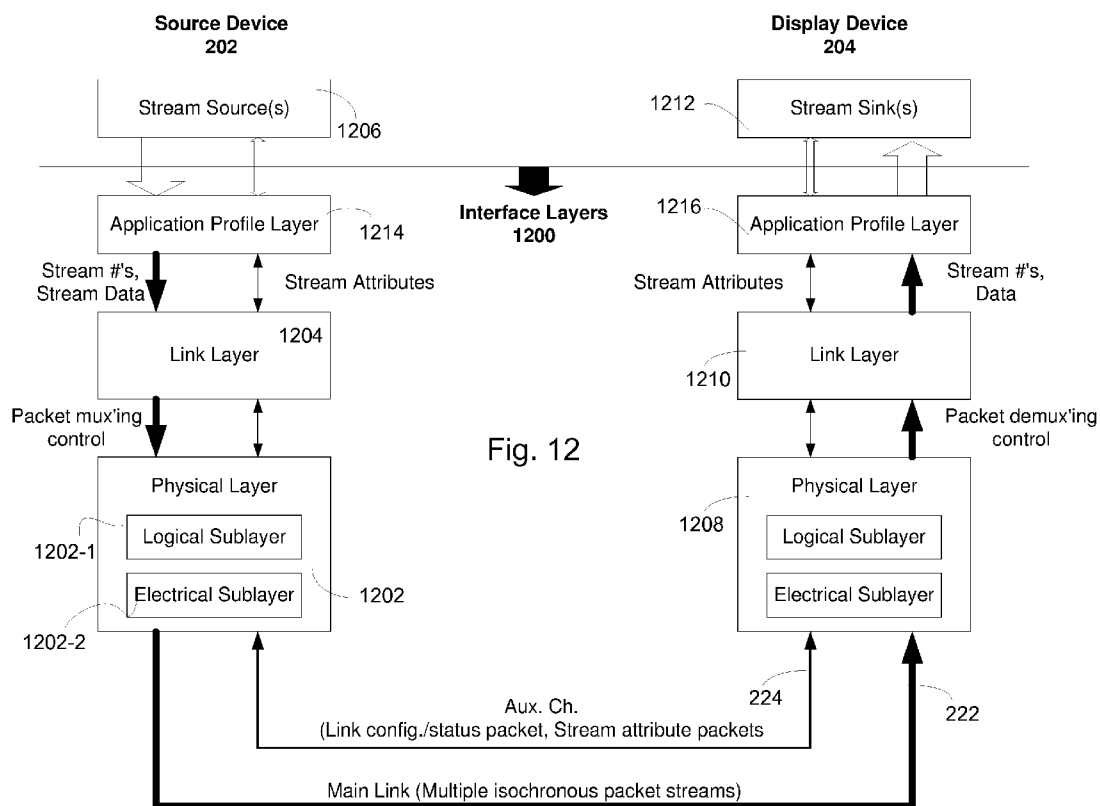 Source Device
202
Display Device
204
Stream Source(s)
1206
1212
Stream Sink(s)
Application Profile Layer
1214
Interface Layers
1200
1216
Application Profile Layer
Stream #'s,
Stream Data
Stream Attributes
Stream Attributes
Stream #'s,
Data
1204
Link Layer
Link Layer
1210
Packet mux'ing
control
Fig. 12
Packet demux'ing
control
Physical Layer
Logical Sublayer
1202-1
Electrical Sublayer
1202
1202-2
Physical Layer
1208
Logical Sublayer
Electrical Sublayer
224
222
Aux. Ch.
(Link config./status packet, Stream attribute packets
Main Link (Multiple isochronous packet streams)